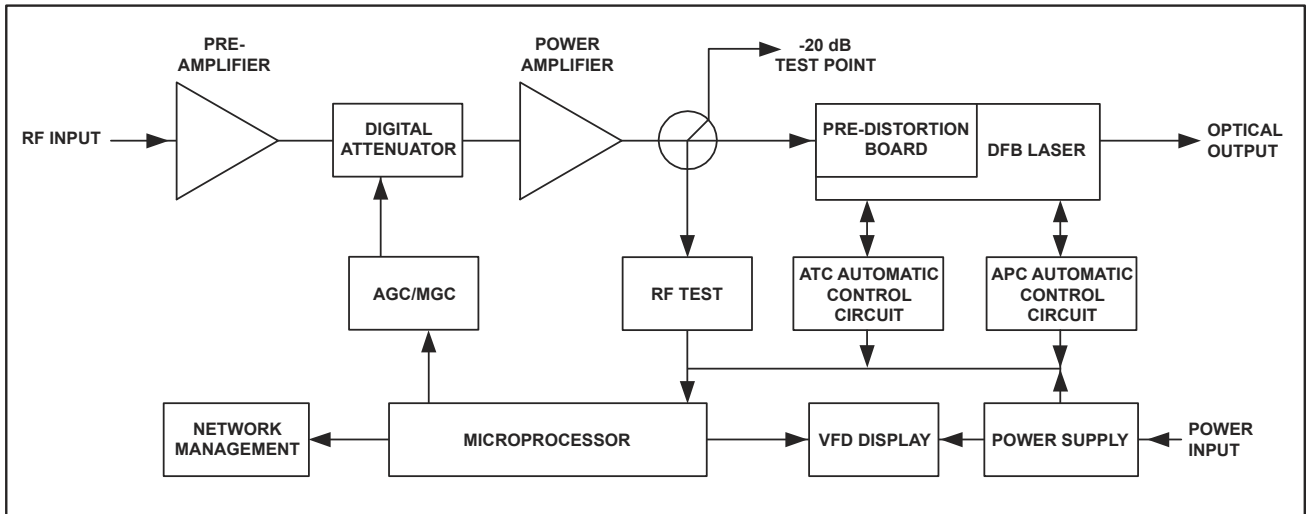 PRE-
AMPLIFIER
POWER
AMPLIFIER
-20 dB
TEST POINT
RF INPUT
DIGITAL
ATTENUATOR
PRE-DISTORTION
BOARD
DFB LASER
OPTICAL
OUTPUT
AGC/MGC
RF TEST
ATC AUTOMATIC
CONTROL
CIRCUIT
APC AUTOMATIC
CONTROL
CIRCUIT
NETWORK
MANAGEMENT
MICROPROCESSOR
VFD DISPLAY
POWER SUPPLY
POWER
INPUT